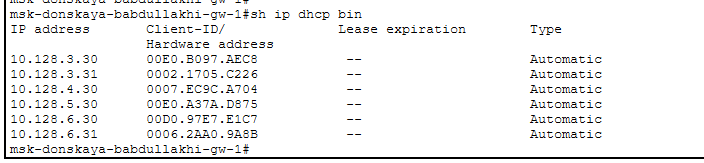 msk-donskaya-babdullakhi-gw-1#
msk-donskaya-babdullakhi-gw-1#sh ip dhcp bin
IP address       Client-ID/              Lease expiration        Type
                 Hardware address
10.128.3.30      00E0.B097.AEC8           --                     Automatic
10.128.3.31      0002.1705.C226           --                     Automatic
10.128.4.30      0007.EC9C.A704           --                     Automatic
10.128.5.30      00E0.A37A.D875           --                     Automatic
10.128.6.30      00D0.97E7.E1C7           --                     Automatic
10.128.6.31      0006.2AA0.9A8B           --                     Automatic
msk-donskaya-babdullakhi-gw-1#